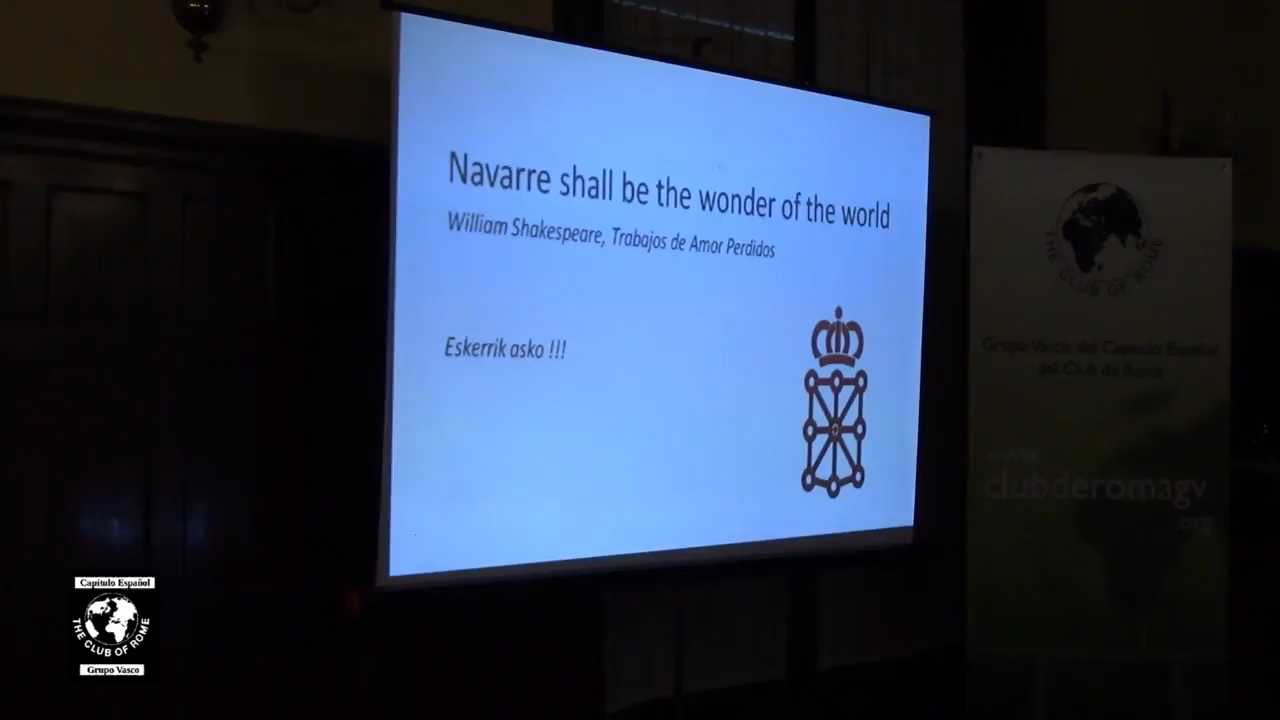 Navarre shall be the wonder of the world
William Shakespeare, Trabajos de Amor Perdidos
Eskerrik asko !!!
THE CLUB OF ROME
Grupo Vasco del Capítulo Español
del Club de Roma
www.
clubderomagv
.org
Capítulo Español
THE CLUB OF ROME
Grupo Vasco